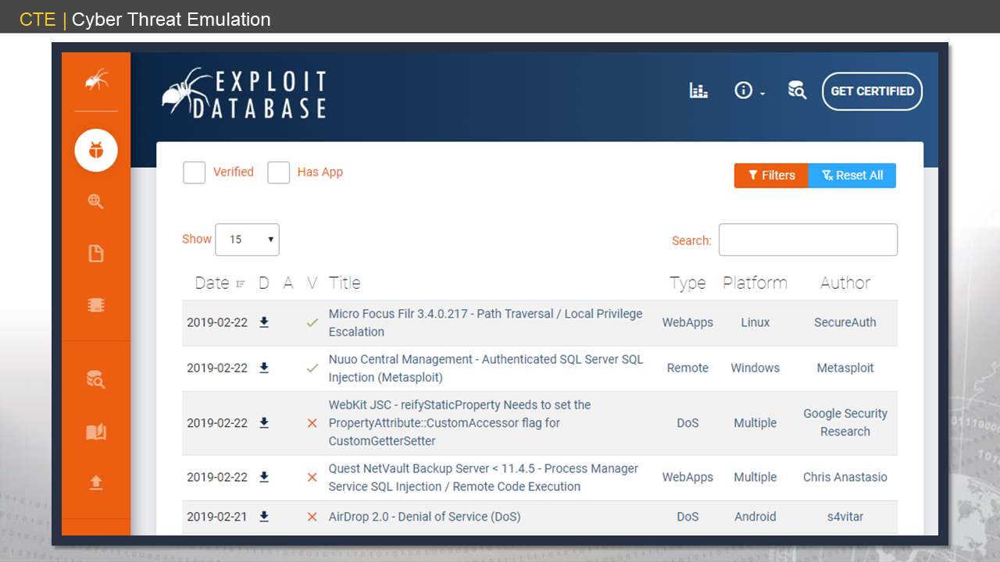 CTE | Cyber Threat Emulation
EXPLOIT
DATABASE
GET CERTIFIED
Verified
Has App
Filters
Reset All
Show 15
Search:
Date D A V Title Type Platform Author
2019-02-22 Micro Focus Filr 3.4.0.217 - Path Traversal / Local Privilege
Escalation
WebApps Linux SecureAuth
2019-02-22 Nuuo Central Management - Authenticated SQL Server SQL
Injection (Metasploit)
Remote Windows Metasploit
2019-02-22 WebKit JSC - reifyStaticProperty Needs to set the
PropertyAttribute::CustomAccessor flag for
CustomGetterSetter
DoS Multiple Google Security
Research
2019-02-22 Quest NetVault Backup Server < 11.4.5 - Process Manager
Service SQL Injection / Remote Code Execution
WebApps Multiple Chris Anastasio
2019-02-21 AirDrop 2.0 - Denial of Service (DoS) DoS Android s4vitar